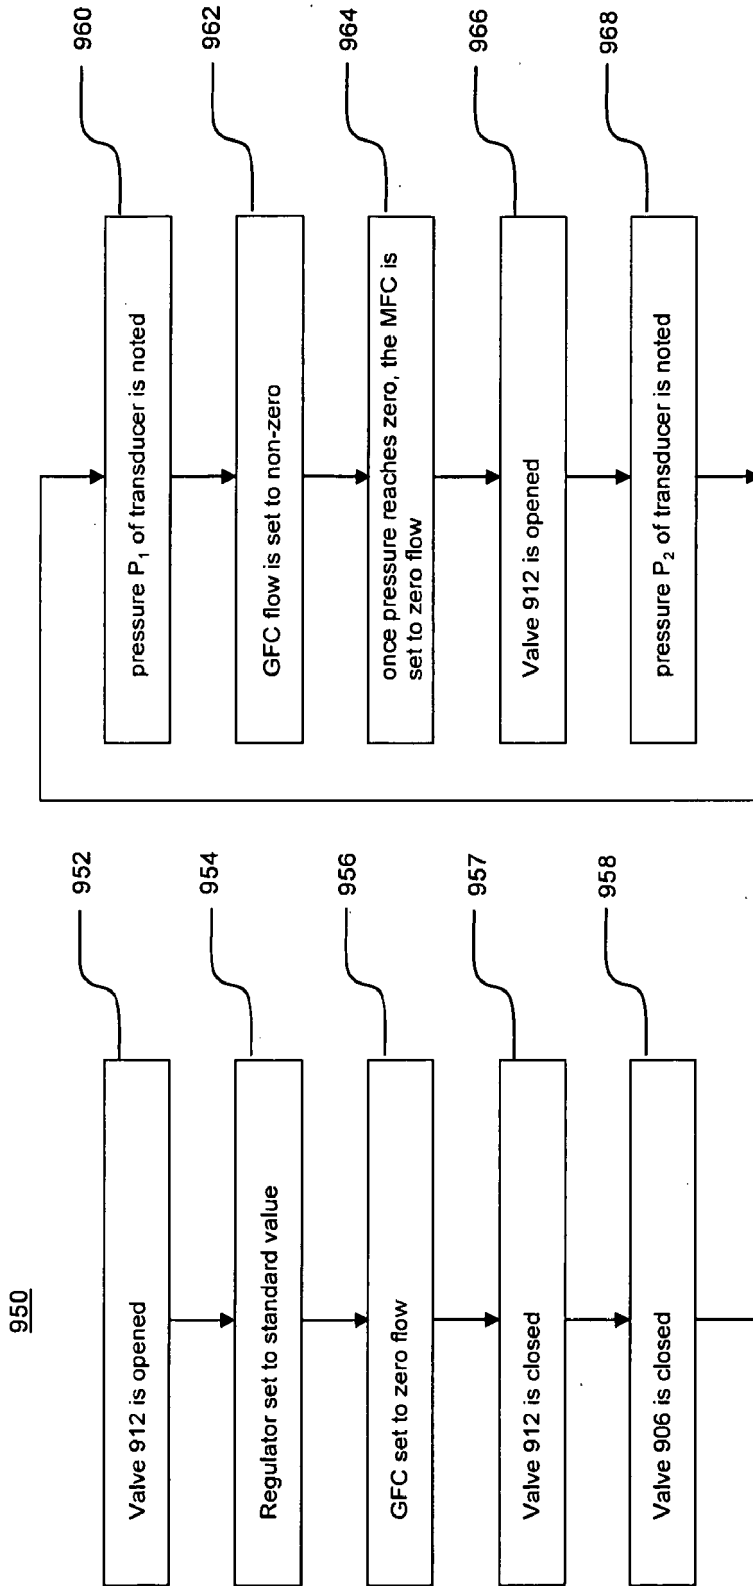 950
Valve 912 is opened
952
Regulator set to standard value
954
GFC set to zero flow
956
Valve 912 is closed
957
Valve 906 is closed
958
pressure P₁ of transducer is noted
960
GFC flow is set to non-zero
962
once pressure reaches zero, the MFC is
set to zero flow
964
Valve 912 is opened
966
pressure P₂ of transducer is noted
968